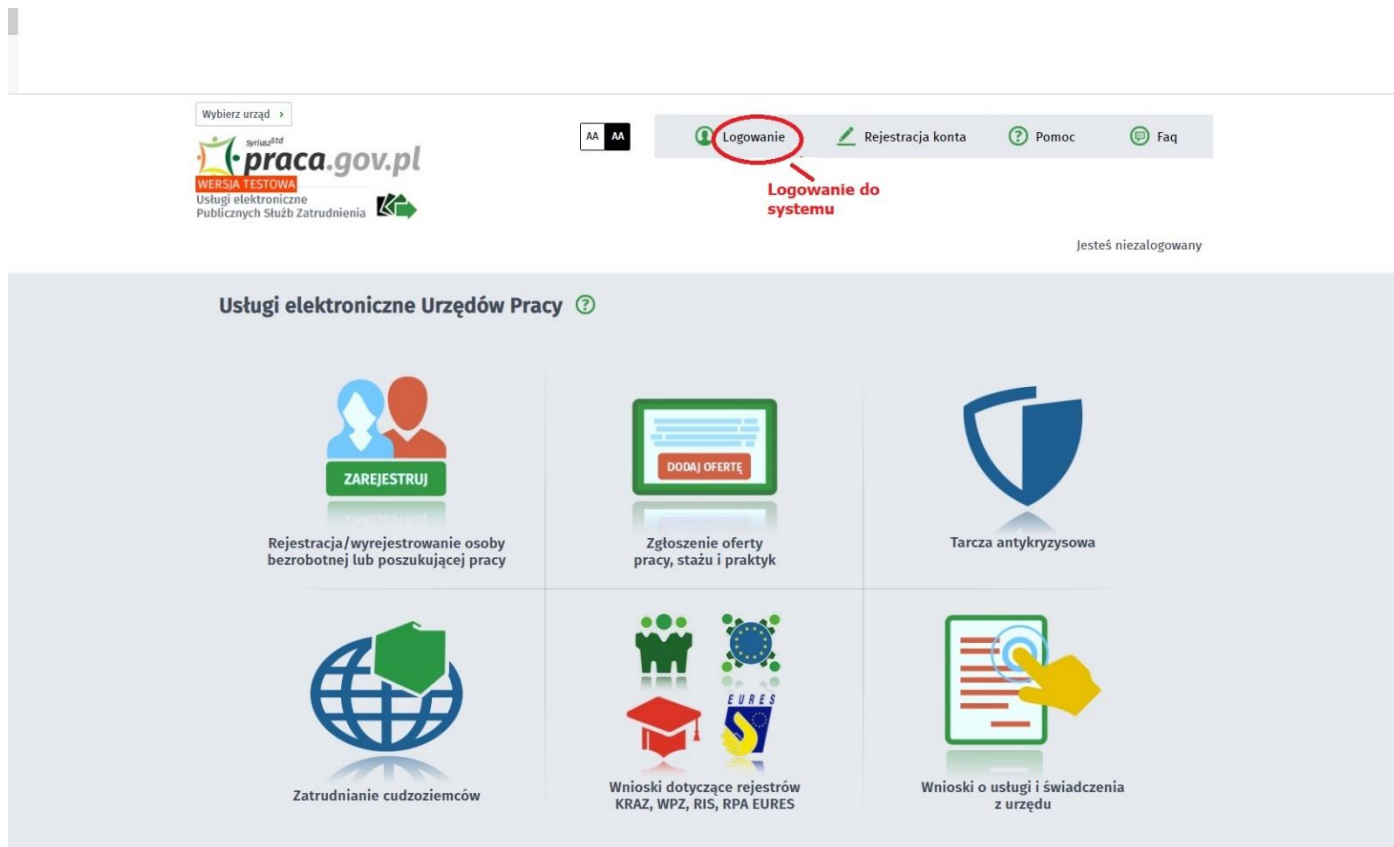 Wybierz urząd
AA AA
Logowanie
Rejestracja konta
Pomoc
Faq
Syriusz Std
praca.gov.pl
WERSJA TESTOWA
Usługi elektroniczne
Publicznych Służb Zatrudnienia
Logowanie do
systemu
Jesteś niezalogowany
Usługi elektroniczne Urzędów Pracy
ZAREJESTRUJ
Rejestracja/wyrejestrowanie osoby
bezrobotnej lub poszukującej pracy
DODAJ OFERTĘ
Zgłoszenie oferty
pracy, stażu i praktyk
Tarcza antykryzysowa
Zatrudnianie cudzoziemców
EURES
Wnioski dotyczące rejestrów
KRAZ, WPZ, RIS, RPA EURES
Wnioski o usługi i świadczenia
z urzędu